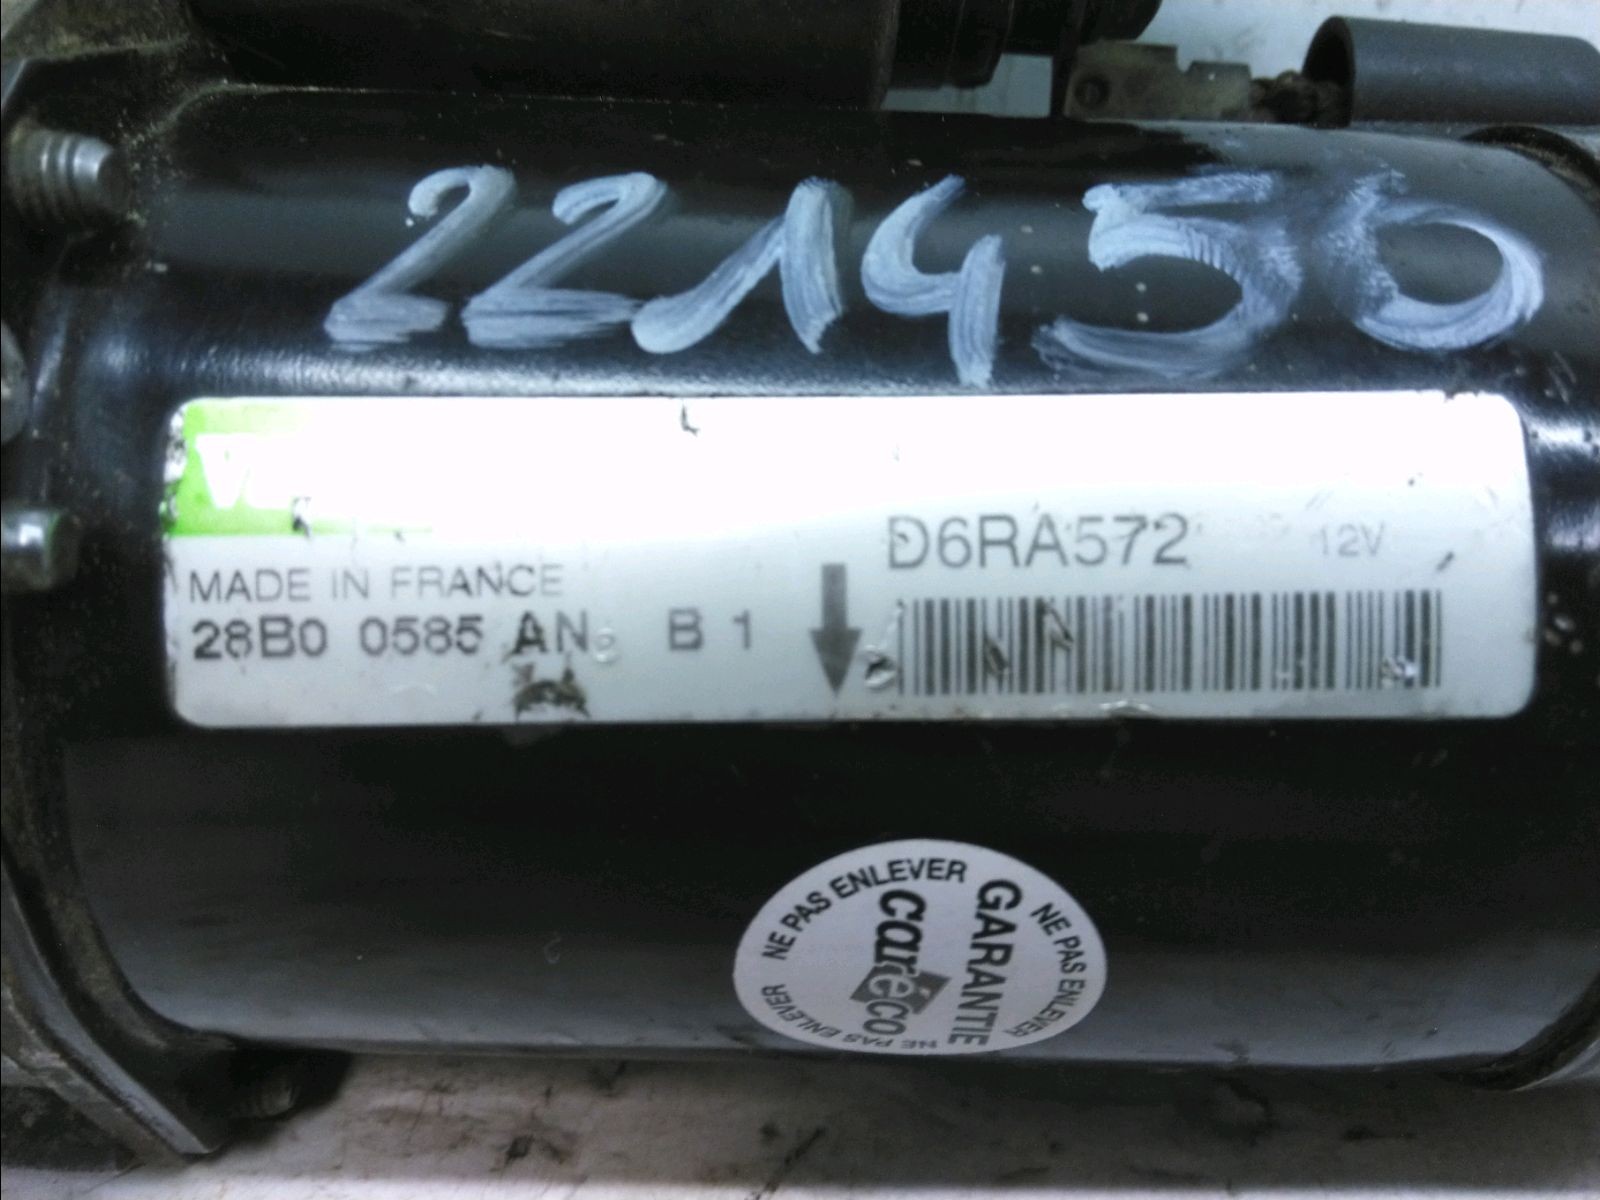 221450
D6RA572 12V
MADE IN FRANCE
28B0 0585 AN B 1
NE PAS ENLEVER
NE PAS ENLEVER
NE PAS ENLEVER
GARANTIE
careco